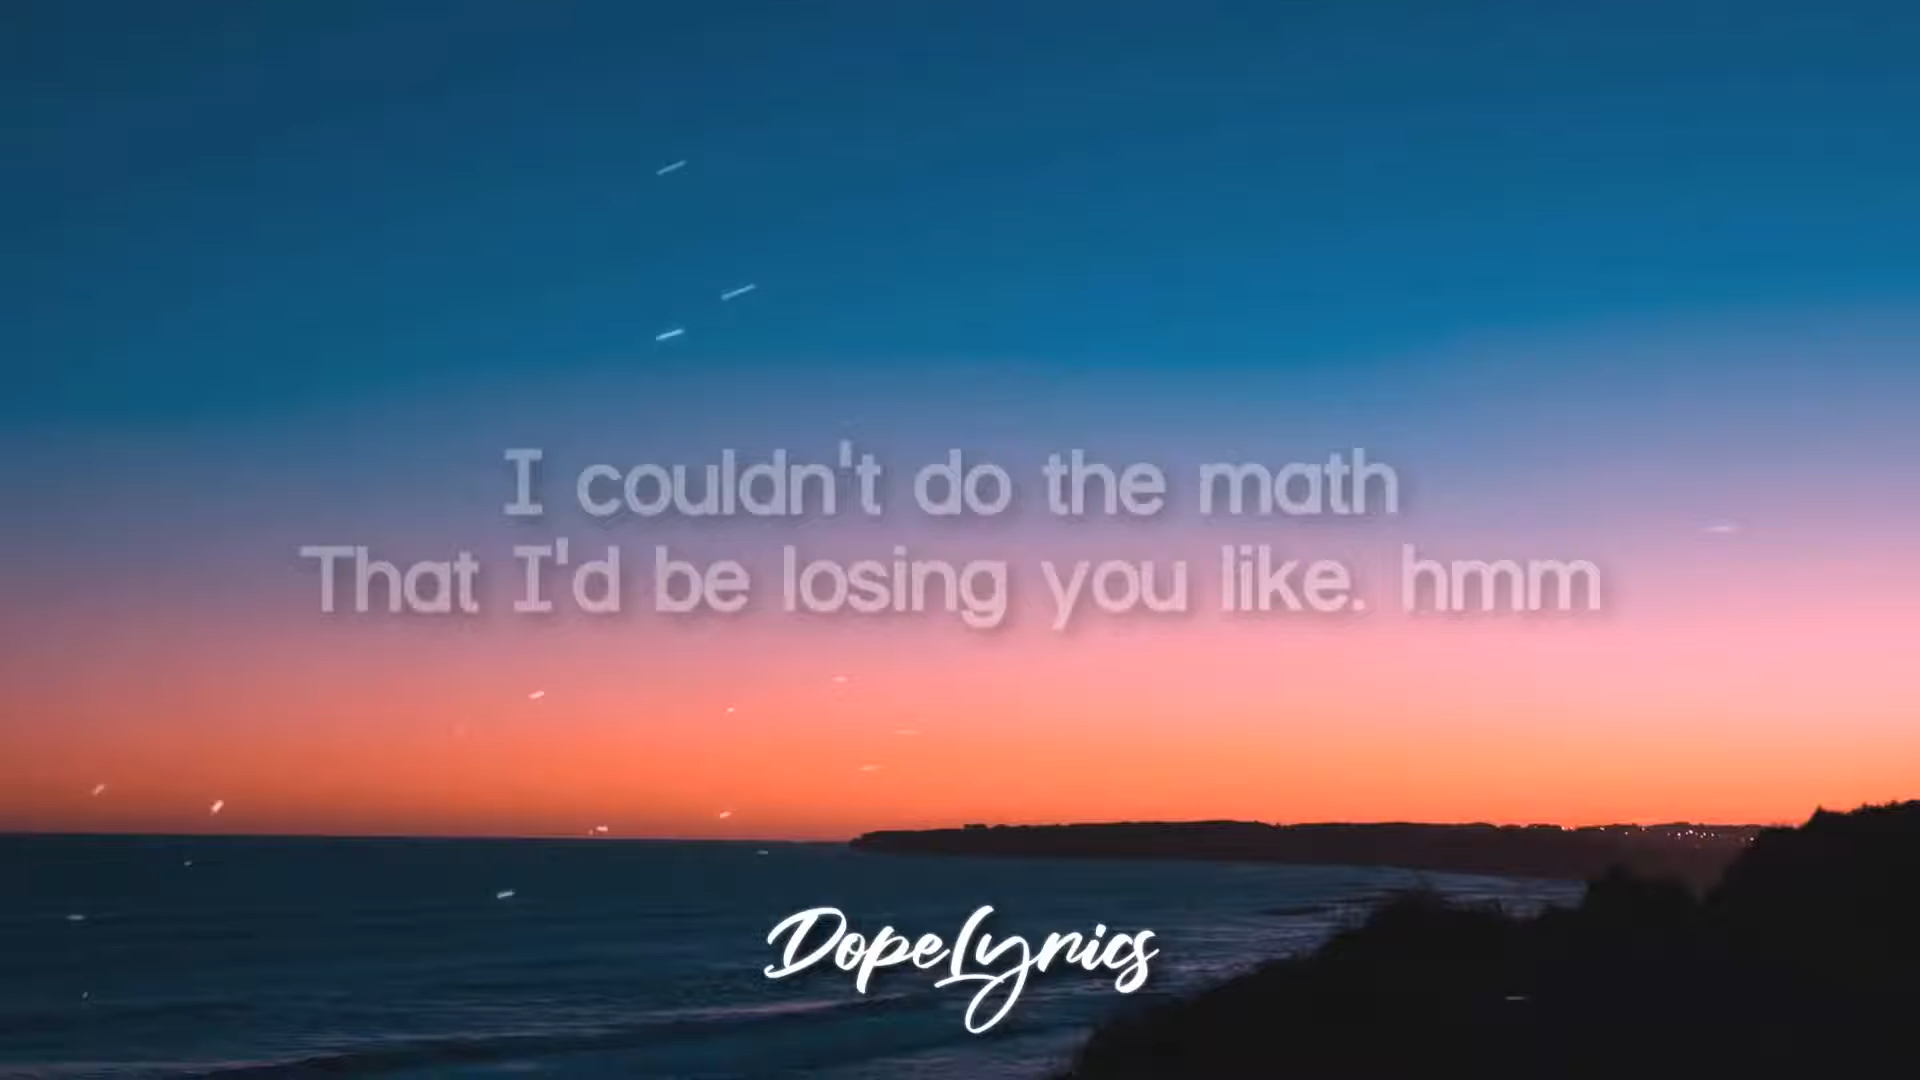 I couldn't do the math
That I'd be losing you like. hmm
DopeLyrics